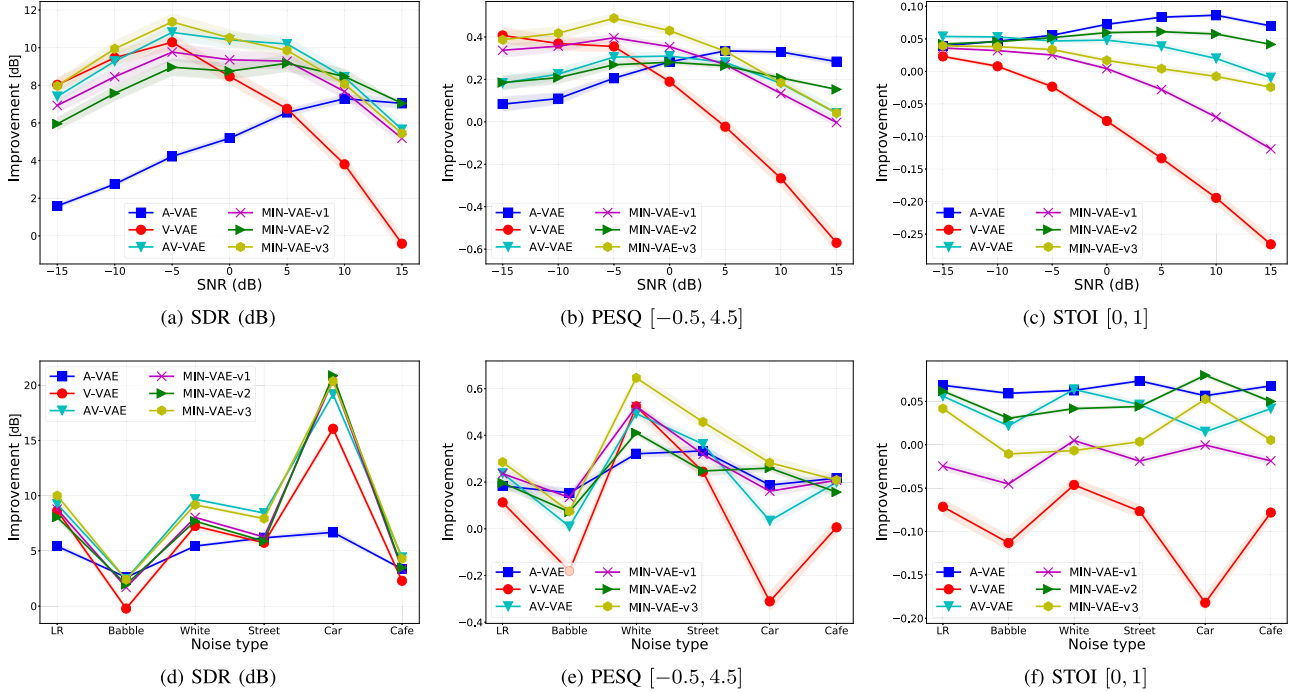 Improvement [dB]
12
10
8
6
4
2
0
A-VAE
V-VAE
AV-VAE
MIN-VAE-v1
MIN-VAE-v2
MIN-VAE-v3
−15
−10
−5
0
5
10
15
SNR (dB)
(a) SDR (dB)
Improvement
0.4
0.2
0.0
−0.2
−0.4
−0.6
A-VAE
V-VAE
AV-VAE
MIN-VAE-v1
MIN-VAE-v2
MIN-VAE-v3
−15
−10
−5
0
5
10
15
SNR (dB)
(b) PESQ [−0.5, 4.5]
Improvement
0.10
0.05
0.00
−0.05
−0.10
−0.15
−0.20
−0.25
A-VAE
V-VAE
AV-VAE
MIN-VAE-v1
MIN-VAE-v2
MIN-VAE-v3
−15
−10
−5
0
5
10
15
SNR (dB)
(c) STOI [0, 1]
Improvement [dB]
20
15
10
5
0
A-VAE
V-VAE
AV-VAE
MIN-VAE-v1
MIN-VAE-v2
MIN-VAE-v3
LR
Babble
White
Street
Car
Cafe
Noise type
(d) SDR (dB)
Improvement
0.6
0.4
0.2
0.0
−0.2
−0.4
A-VAE
V-VAE
AV-VAE
MIN-VAE-v1
MIN-VAE-v2
MIN-VAE-v3
LR
Babble
White
Street
Car
Cafe
Noise type
(e) PESQ [−0.5, 4.5]
Improvement
0.05
0.00
−0.05
−0.10
−0.15
−0.20
A-VAE
V-VAE
AV-VAE
MIN-VAE-v1
MIN-VAE-v2
MIN-VAE-v3
LR
Babble
White
Street
Car
Cafe
Noise type
(f) STOI [0, 1]